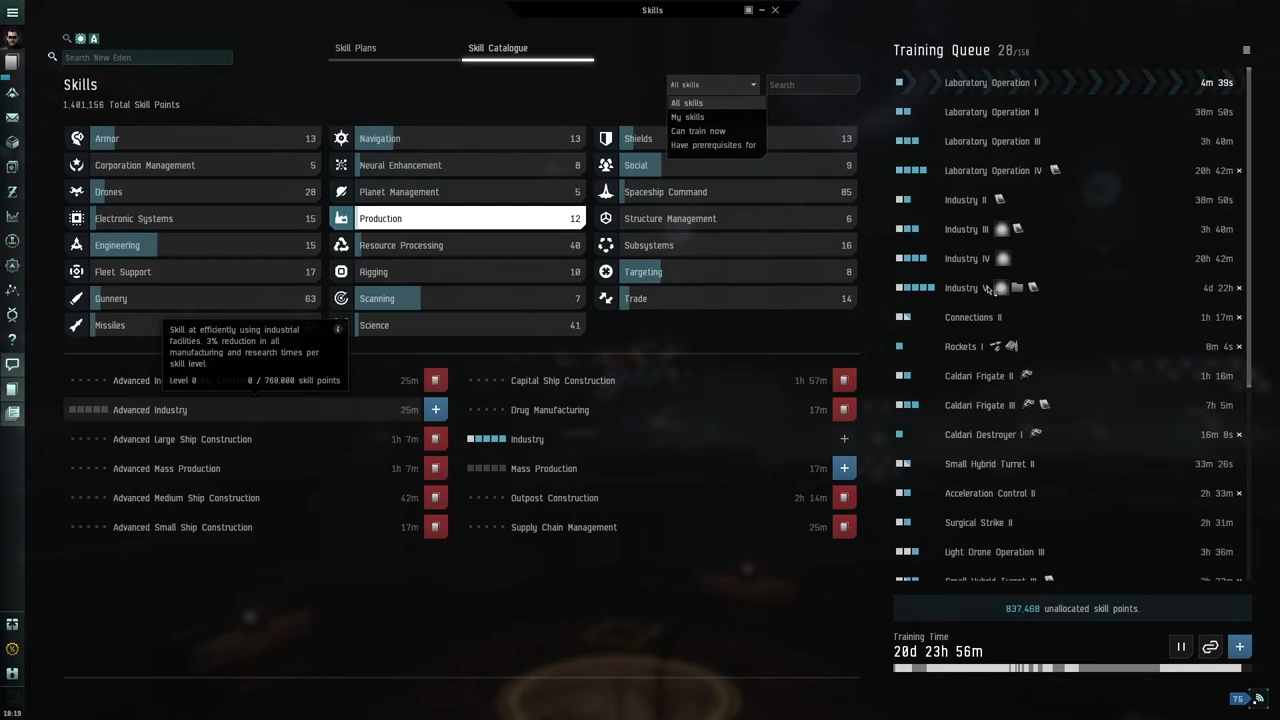 Skills
A
Search New Eden
Skill Plans
Skill Catalogue
Skills
1,401,156 Total Skill Points
All skills
Search
All skills
My skills
Can train now
Have prerequisites for
Armor 13
Navigation 13
Shields 13
Corporation Management 5
Neural Enhancement 8
Social 9
Drones 28
Planet Management 5
Spaceship Command 85
Electronic Systems 15
Production 12
Structure Management 6
Engineering 15
Resource Processing 40
Subsystems 16
Fleet Support 17
Rigging 10
Targeting 8
Gunnery 63
Scanning 7
Trade 14
Missiles
Science 41
Skill at efficiently using industrial
facilities. 3% reduction in all
manufacturing and research times per
skill level.
Level 0 0 / 768,000 skill points
25m
Capital Ship Construction 1h 57m
Advanced Industry 25m
Drug Manufacturing 17m
Advanced Large Ship Construction 1h 7m
Industry
Advanced Mass Production 1h 7m
Mass Production 17m
Advanced Medium Ship Construction 42m
Outpost Construction 2h 14m
Advanced Small Ship Construction 17m
Supply Chain Management 25m
Training Queue 28/150
Laboratory Operation I 4m 39s
Laboratory Operation II 38m 50s
Laboratory Operation III 3h 40m
Laboratory Operation IV 20h 42m
Industry II 38m 50s
Industry III 3h 40m
Industry IV 20h 42m
Industry V 4d 22h
Connections II 1h 17m
Rockets I 8m 4s
Caldari Frigate II 1h 16m
Caldari Frigate III 7h 5m
Caldari Destroyer I 16m 8s
Small Hybrid Turret II 33m 26s
Acceleration Control II 2h 33m
Surgical Strike II 2h 31m
Light Drone Operation III 3h 36m
Small Hybrid Turret III
837,468 unallocated skill points.
Training Time
20d 23h 56m
75
10:19